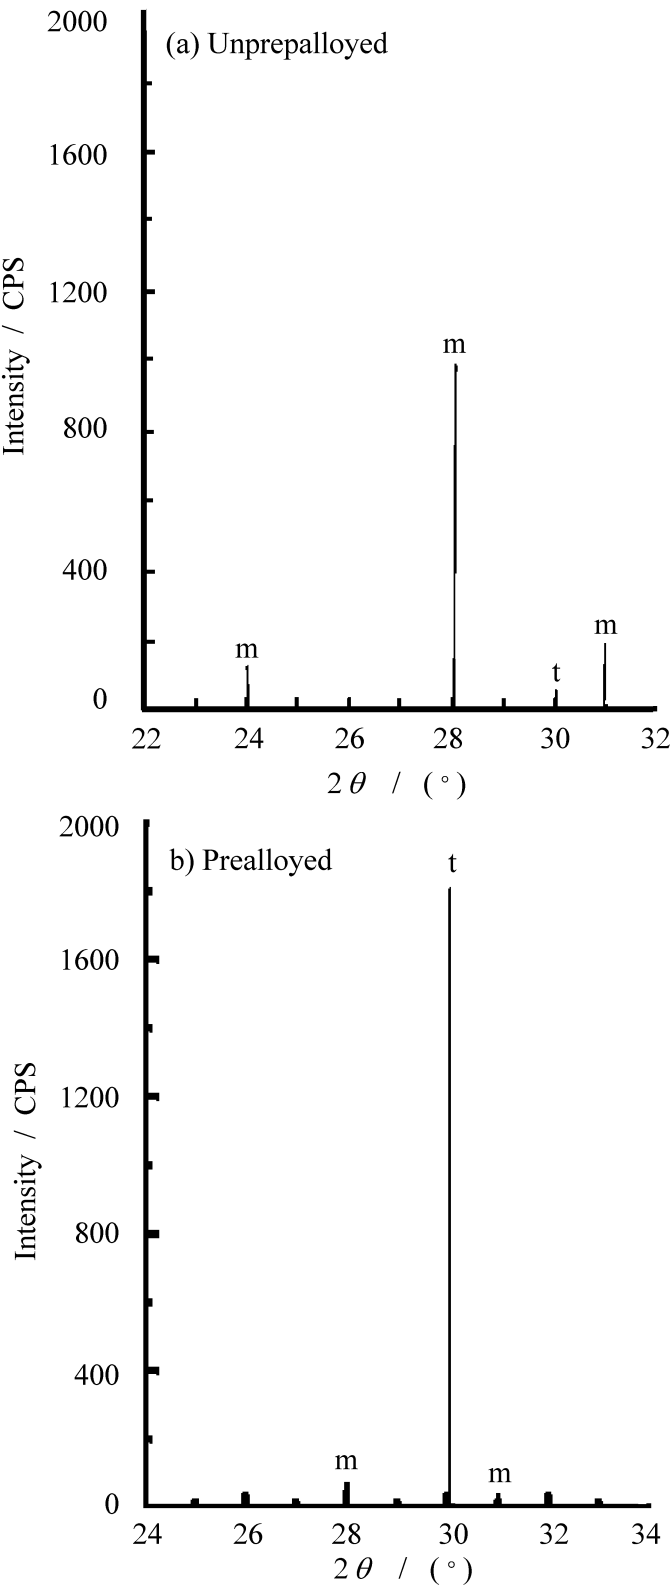 2000
(a) Unprepalloyed
1600
1200
m
800
400
m
m
t
0
22 24 26 28 30 32
2θ / (°)
Intensity / CPS
2000
b) Prealloyed
t
1600
1200
800
400
m
m
0
24 26 28 30 32 34
2θ / (°)
Intensity / CPS